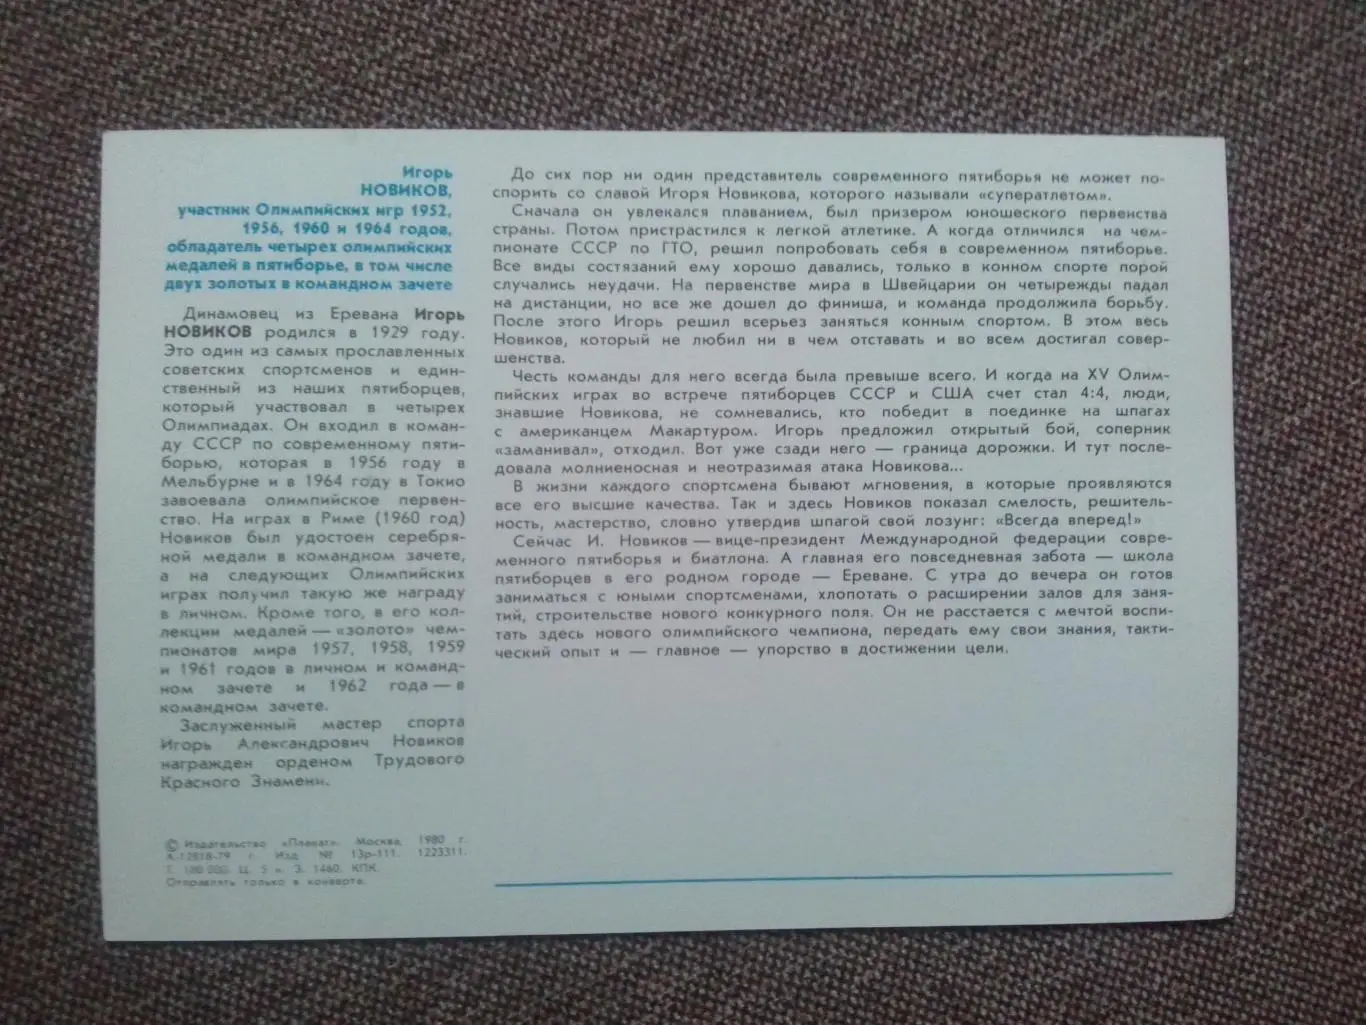 Игорь
НОВИКОВ,
участник Олимпийских игр 1952,
1956, 1960 и 1964 годов,
обладатель четырех олимпийских
медалей в пятиборье, в том числе
двух золотых в командном зачете
Динамовец из Еревана Игорь
НОВИКОВ родился в 1929 году.
Это один из самых прославленных
советских спортсменов и един-
ственный из наших пятиборцев,
который участвовал в четырех
Олимпиадах. Он входил в коман-
ду СССР по современному пяти-
борью, которая в 1956 году в
Мельбурне и в 1964 году в Токио
завоевала олимпийское первен-
ство. На играх в Риме (1960 год)
Новиков был удостоен серебря-
ной медали в командном зачете,
а на следующих Олимпийских
играх получил такую же награду
в личном. Кроме того, в его кол-
лекции медалей — «золото» чем-
пионатов мира 1957, 1958, 1959
и 1961 годов в личном и команд-
ном зачете и 1962 года — в
командном зачете.
Заслуженный мастер спорта
Игорь Александрович Новиков
награжден орденом Трудового
Красного Знамени.
© Издательство «Плакат». Москва, 1980 г.
А-12818-79 г. Изд. № 13р-111. 1223311.
Т. 180 000. Ц. 5 к. З. 1460. КПК.
Отправлять только в конверте.
До сих пор ни один представитель современного пятиборья не может по-
спорить со славой Игоря Новикова, которого называли «суператлетом».
Сначала он увлекался плаванием, был призером юношеского первенства
страны. Потом пристрастился к легкой атлетике. А когда отличился на чем-
пионате СССР по ГТО, решил попробовать себя в современном пятиборье.
Все виды состязаний ему хорошо давались, только в конном спорте порой
случались неудачи. На первенстве мира в Швейцарии он четырежды падал
на дистанции, но все же дошел до финиша, и команда продолжила борьбу.
После этого Игорь решил всерьез заняться конным спортом. В этом весь
Новиков, который не любил ни в чем отставать и во всем достигал совер-
шенства.
Честь команды для него всегда была превыше всего. И когда на XV Олим-
пийских играх во встрече пятиборцев СССР и США счет стал 4:4, люди,
знавшие Новикова, не сомневались, кто победит в поединке на шпагах
с американцем Макартуром. Игорь предложил открытый бой, соперник
«заманивал», отходил. Вот уже сзади него — граница дорожки. И тут после-
довала молниеносная и неотразимая атака Новикова...
В жизни каждого спортсмена бывают мгновения, в которые проявляются
все его высшие качества. Так и здесь Новиков показал смелость, решитель-
ность, мастерство, словно утвердив шпагой свой лозунг: «Всегда вперед!»
Сейчас И. Новиков — вице-президент Международной федерации совре-
менного пятиборья и биатлона. А главная его повседневная забота — школа
пятиборцев в его родном городе — Ереване. С утра до вечера он готов
заниматься с юными спортсменами, хлопотать о расширении залов для заня-
тий, строительстве нового конкурного поля. Он не расстается с мечтой воспи-
тать здесь нового олимпийского чемпиона, передать ему свои знания, такти-
ческий опыт и — главное — упорство в достижении цели.